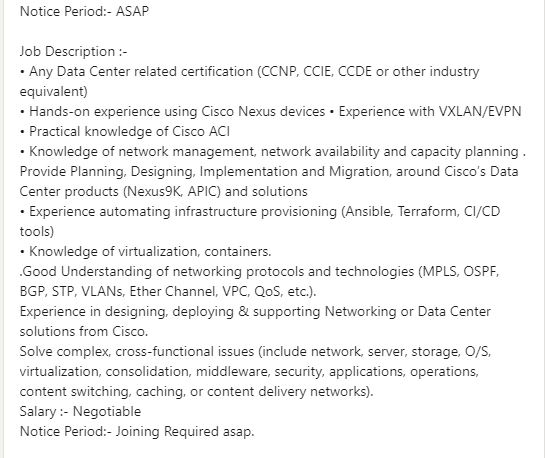 Notice Period:- ASAP
Job Description :-
• Any Data Center related certification (CCNP, CCIE, CCDE or other industry
equivalent)
• Hands-on experience using Cisco Nexus devices • Experience with VXLAN/EVPN
• Practical knowledge of Cisco ACI
• Knowledge of network management, network availability and capacity planning .
Provide Planning, Designing, Implementation and Migration, around Cisco's Data
Center products (Nexus9K, APIC) and solutions
• Experience automating infrastructure provisioning (Ansible, Terraform, CI/CD
tools)
• Knowledge of virtualization, containers.
.Good Understanding of networking protocols and technologies (MPLS, OSPF,
BGP, STP, VLANs, Ether Channel, VPC, QoS, etc.).
Experience in designing, deploying & supporting Networking or Data Center
solutions from Cisco.
Solve complex, cross-functional issues (include network, server, storage, O/S,
virtualization, consolidation, middleware, security, applications, operations,
content switching, caching, or content delivery networks).
Salary :- Negotiable
Notice Period:- Joining Required asap.